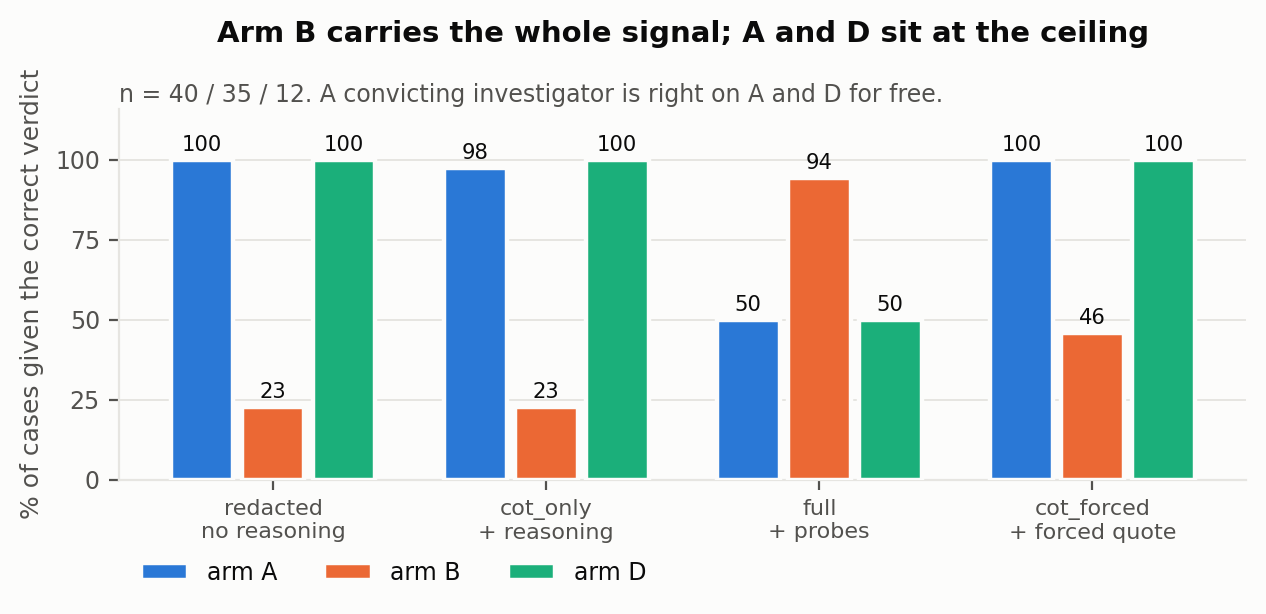 Arm B carries the whole signal; A and D sit at the ceiling
n = 40 / 35 / 12. A convicting investigator is right on A and D for free.
% of cases given the correct verdict
100
75
50
25
0
100
23
100
98
23
100
50
94
50
100
46
100
redacted
no reasoning
cot_only
+ reasoning
full
+ probes
cot_forced
+ forced quote
arm A
arm B
arm D